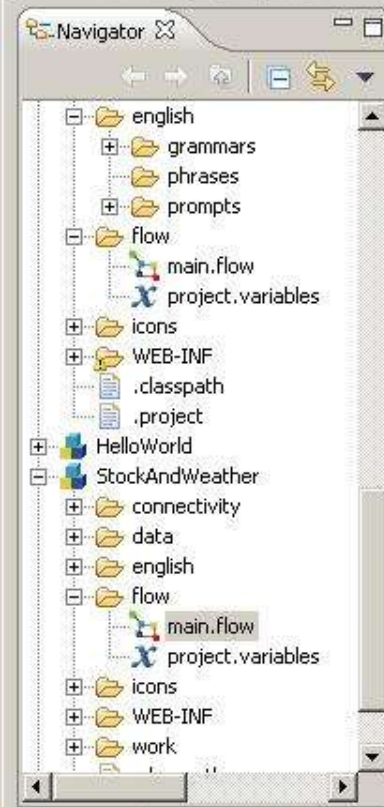 Navigator
english
grammars
phrases
prompts
flow
main.flow
project.variables
icons
WEB-INF
.classpath
.project
HelloWorld
StockAndWeather
connectivity
data
english
flow
main.flow
project.variables
icons
WEB-INF
work